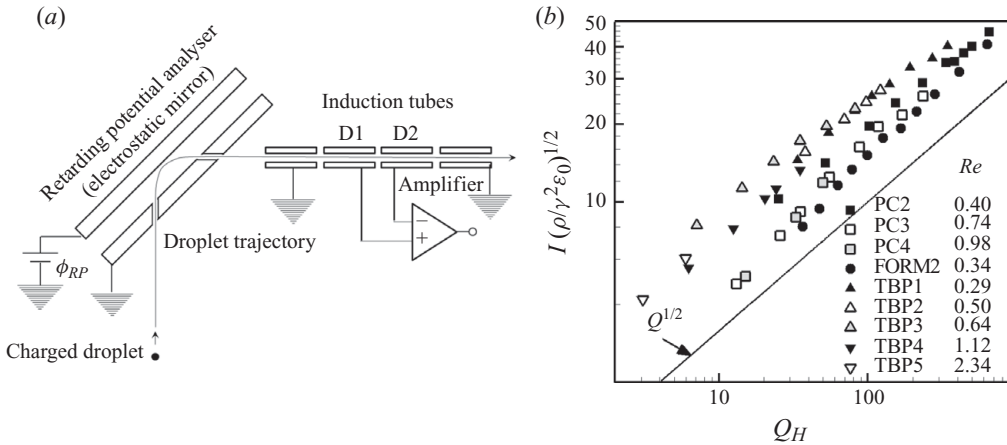 (a)
Retarding potential analyser
(electrostatic mirror)
Induction tubes
D1 D2
Amplifier
−
+
Droplet trajectory
ϕRP
Charged droplet
(b)
I (ρ/γ²ε₀)^1/2
50
40
30
20
10
Q^1/2
Re
PC2 0.40
PC3 0.74
PC4 0.98
FORM2 0.34
TBP1 0.29
TBP2 0.50
TBP3 0.64
TBP4 1.12
TBP5 2.34
10 100
Q_H